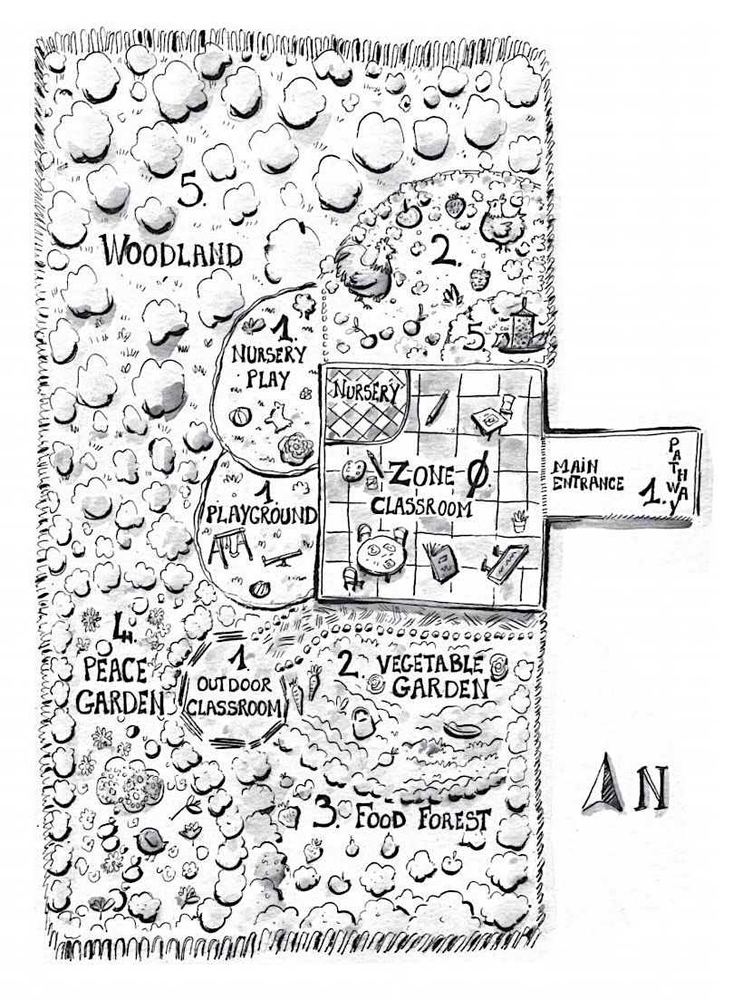 5.
WOODLAND
2.
5.
1.
NURSERY
PLAY
NURSERY
ZONE 0.
CLASSROOM
MAIN
ENTRANCE
1.
PATHWAY
1.
PLAYGROUND
4.
PEACE
GARDEN
1
OUTDOOR
CLASSROOM
2. VEGETABLE
GARDEN
3. FOOD FOREST
N